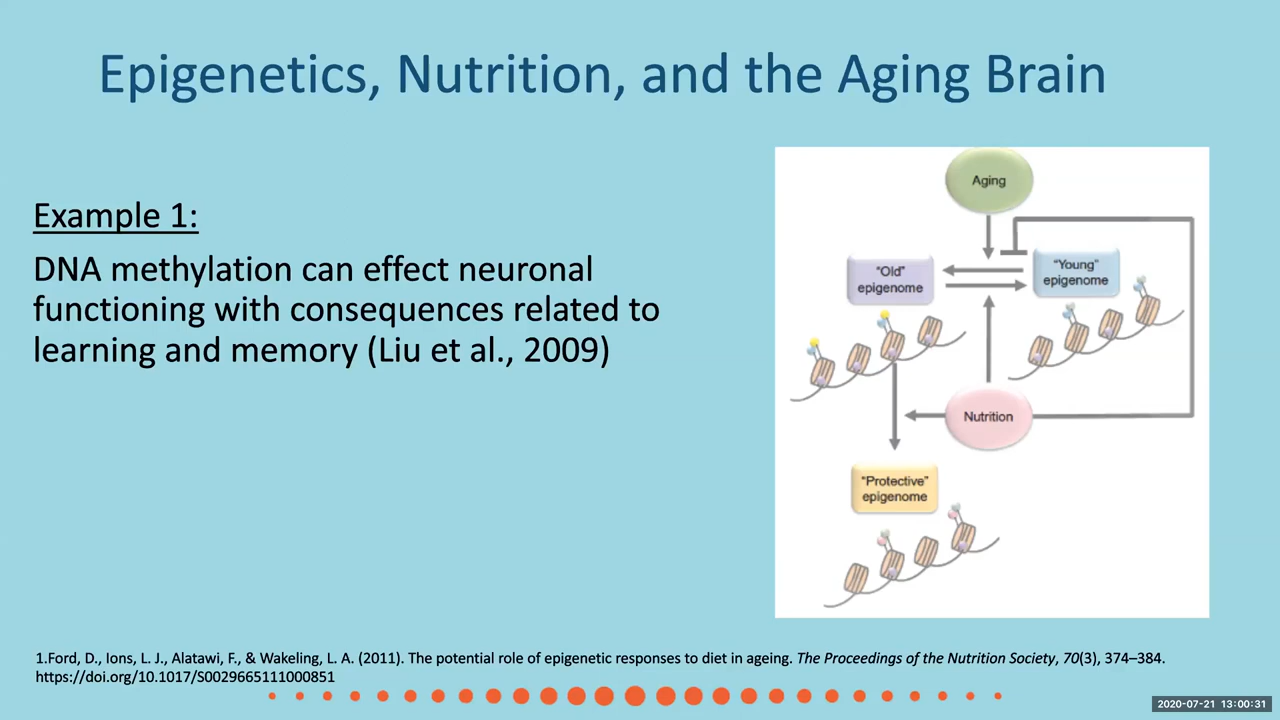 Epigenetics, Nutrition, and the Aging Brain
Example 1:
DNA methylation can effect neuronal
functioning with consequences related to
learning and memory (Liu et al., 2009)
Aging
“Old”
epigenome
“Young”
epigenome
Nutrition
“Protective”
epigenome
1.Ford, D., Ions, L. J., Alatawi, F., & Wakeling, L. A. (2011). The potential role of epigenetic responses to diet in ageing. The Proceedings of the Nutrition Society, 70(3), 374–384.
https://doi.org/10.1017/S0029665111000851
2020-07-21 13:00:31